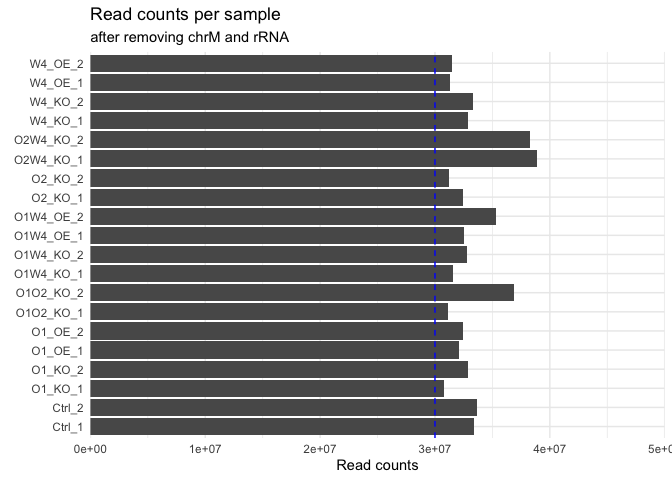 Read counts per sample
after removing chrM and rRNA
W4_OE_2
W4_OE_1
W4_KO_2
W4_KO_1
O2W4_KO_2
O2W4_KO_1
O2_KO_2
O2_KO_1
O1W4_OE_2
O1W4_OE_1
O1W4_KO_2
O1W4_KO_1
O1O2_KO_2
O1O2_KO_1
O1_OE_2
O1_OE_1
O1_KO_2
O1_KO_1
Ctrl_2
Ctrl_1
0e+00 1e+07 2e+07 3e+07 4e+07
Read counts